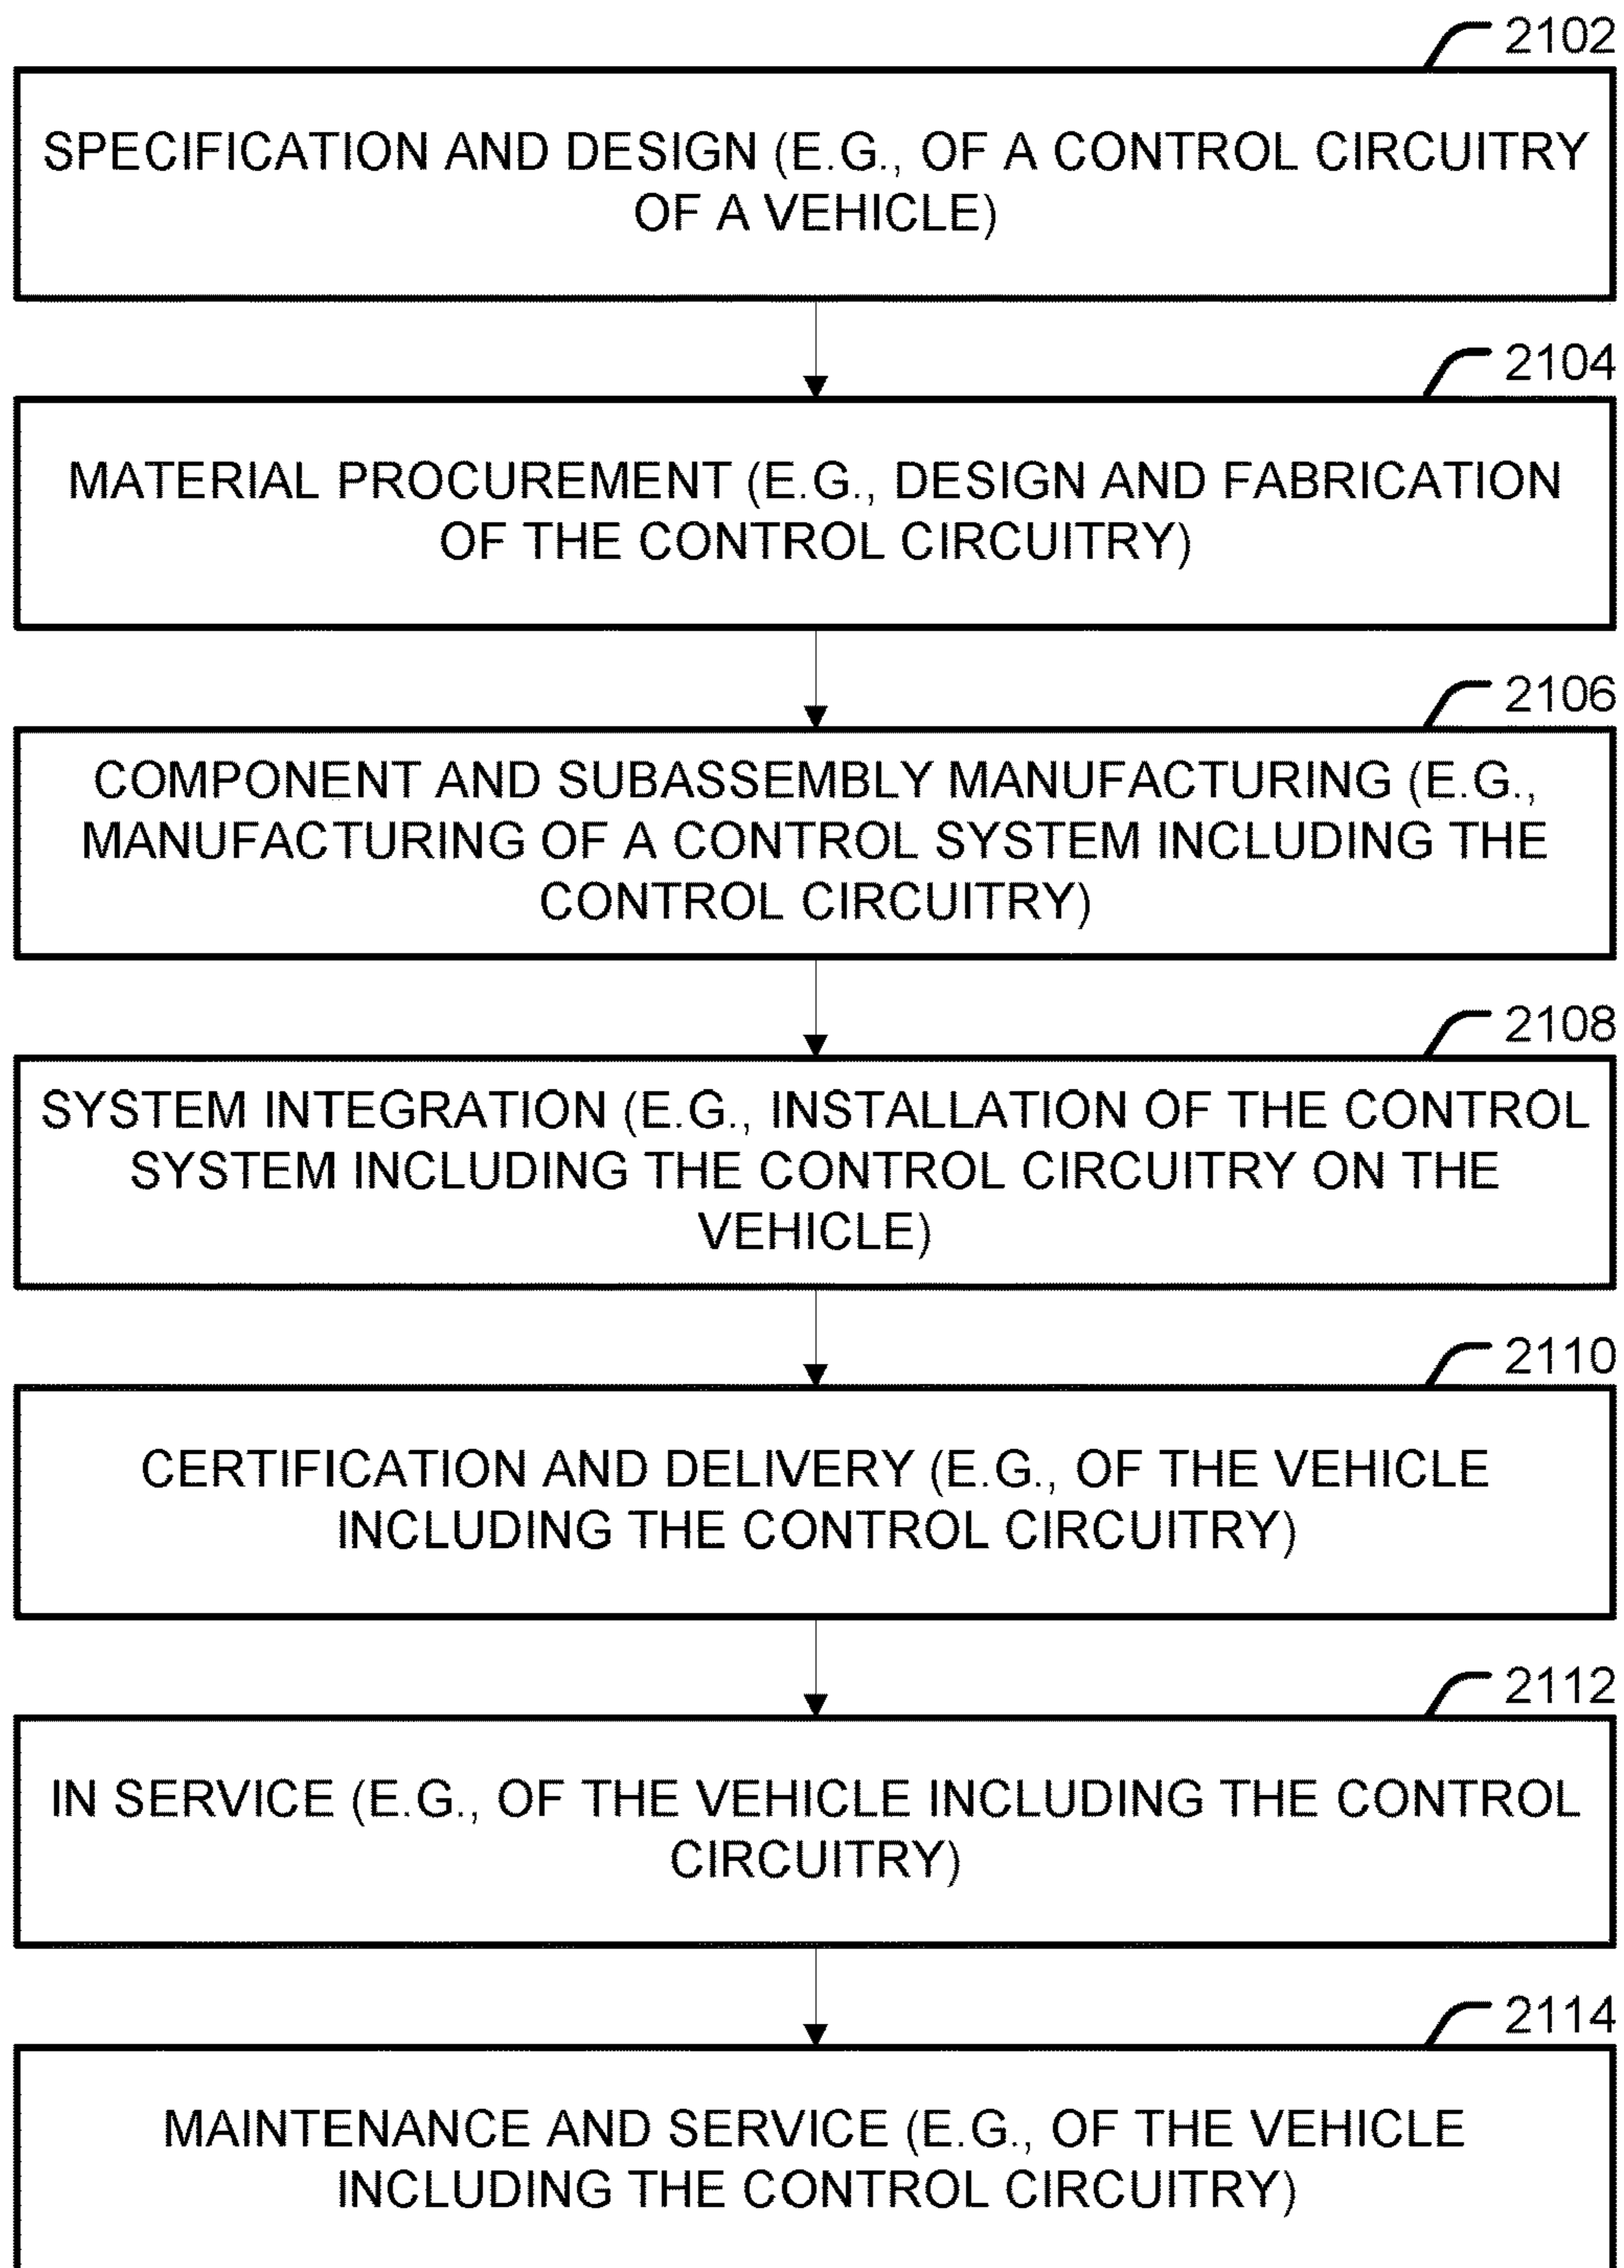 2102
SPECIFICATION AND DESIGN (E.G., OF A CONTROL CIRCUITRY
OF A VEHICLE)
2104
MATERIAL PROCUREMENT (E.G., DESIGN AND FABRICATION
OF THE CONTROL CIRCUITRY)
2106
COMPONENT AND SUBASSEMBLY MANUFACTURING (E.G.,
MANUFACTURING OF A CONTROL SYSTEM INCLUDING THE
CONTROL CIRCUITRY)
2108
SYSTEM INTEGRATION (E.G., INSTALLATION OF THE CONTROL
SYSTEM INCLUDING THE CONTROL CIRCUITRY ON THE
VEHICLE)
2110
CERTIFICATION AND DELIVERY (E.G., OF THE VEHICLE
INCLUDING THE CONTROL CIRCUITRY)
2112
IN SERVICE (E.G., OF THE VEHICLE INCLUDING THE CONTROL
CIRCUITRY)
2114
MAINTENANCE AND SERVICE (E.G., OF THE VEHICLE
INCLUDING THE CONTROL CIRCUITRY)